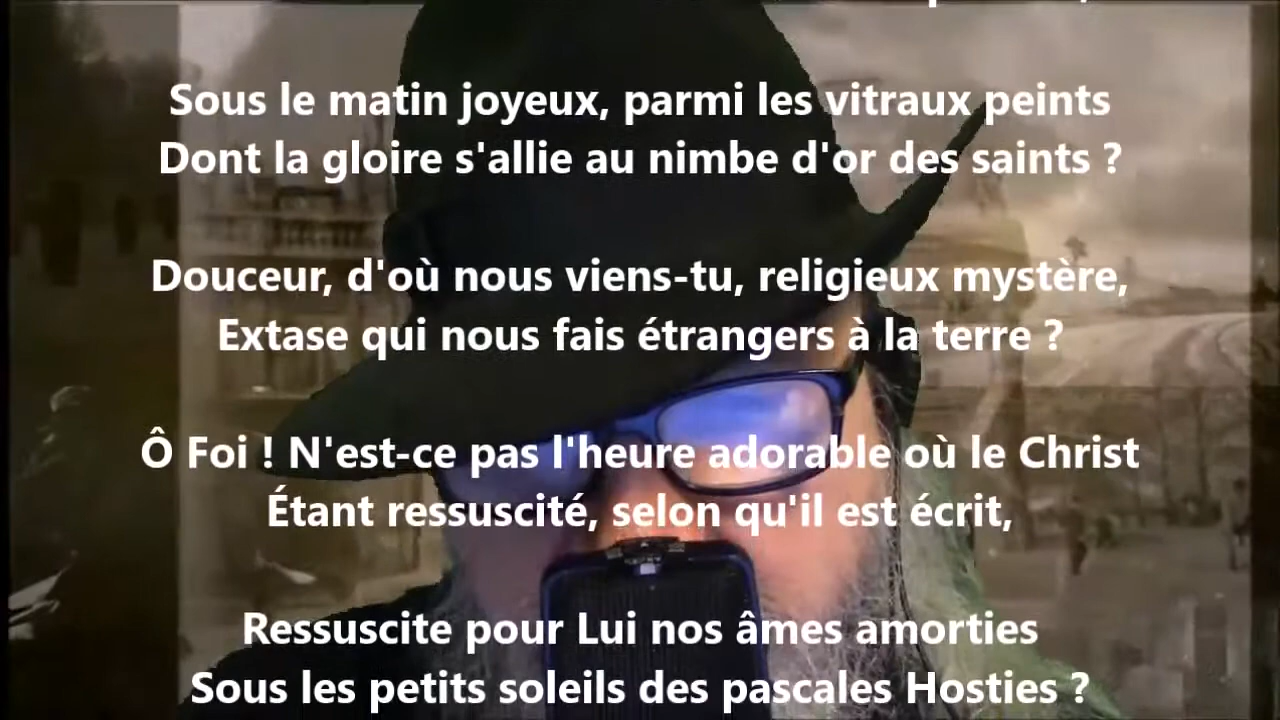 Sous le matin joyeux, parmi les vitraux peints
Dont la gloire s'allie au nimbe d'or des saints ?
Douceur, d'où nous viens-tu, religieux mystère,
Extase qui nous fais étrangers à la terre ?
Ô Foi ! N'est-ce pas l'heure adorable où le Christ
Étant ressuscité, selon qu'il est écrit,
Ressuscite pour Lui nos âmes amorties
Sous les petits soleils des pascales Hosties ?